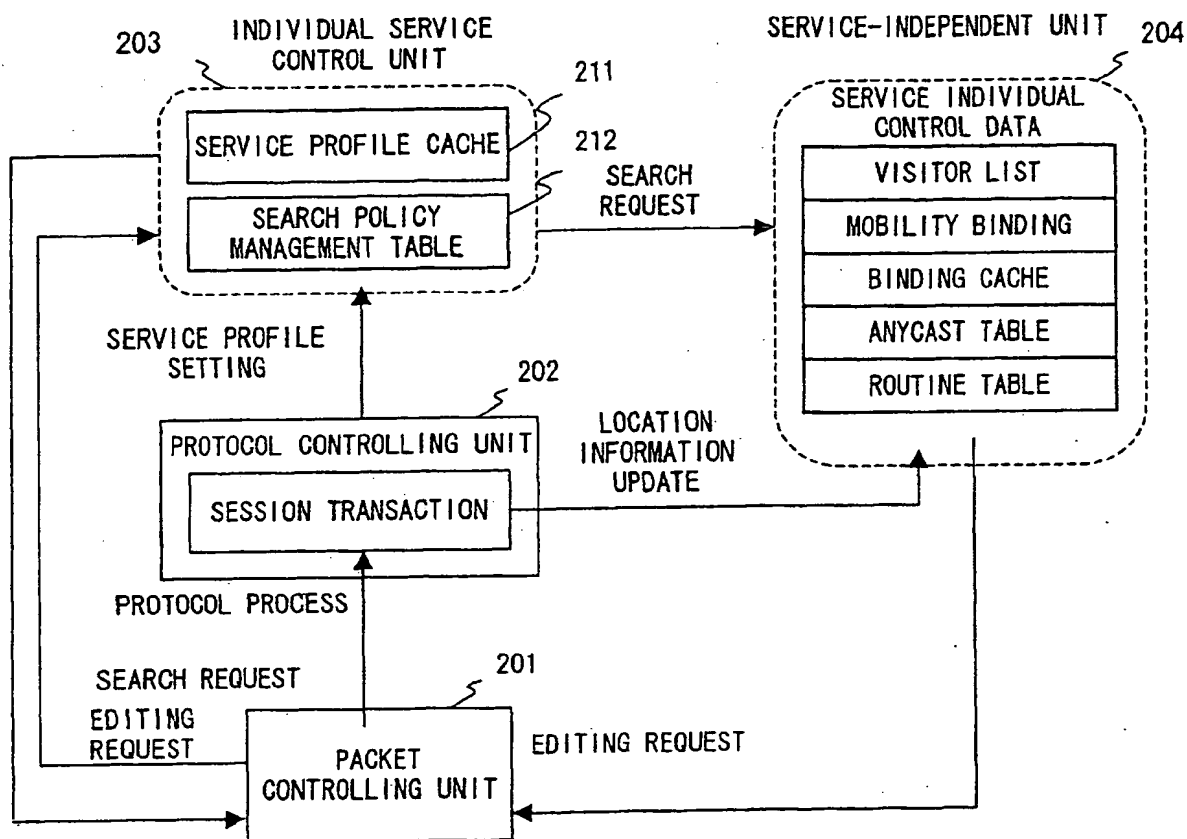 203
INDIVIDUAL SERVICE
CONTROL UNIT
211
SERVICE PROFILE CACHE
212
SEARCH POLICY
MANAGEMENT TABLE
SEARCH
REQUEST
SERVICE-INDEPENDENT UNIT
204
SERVICE INDIVIDUAL
CONTROL DATA
VISITOR LIST
MOBILITY BINDING
BINDING CACHE
ANYCAST TABLE
ROUTINE TABLE
SERVICE PROFILE
SETTING
202
PROTOCOL CONTROLLING UNIT
SESSION TRANSACTION
LOCATION
INFORMATION
UPDATE
PROTOCOL PROCESS
201
SEARCH REQUEST
EDITING
REQUEST
PACKET
CONTROLLING UNIT
EDITING REQUEST